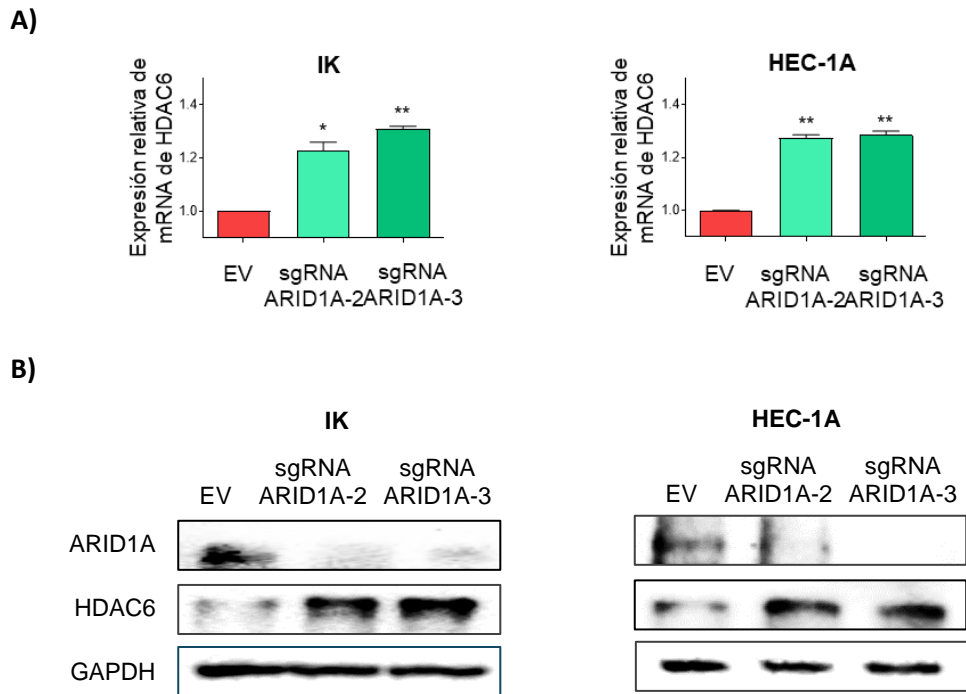 A)
IK
Expresión relativa de
mRNA de HDAC6
1.4
1.2
1.0
*
**
EV
sgRNA
ARID1A-2
sgRNA
ARID1A-3
HEC-1A
Expresión relativa de
mRNA de HDAC6
1.4
1.2
1.0
**
**
EV
sgRNA
ARID1A-2
sgRNA
ARID1A-3
B)
IK
EV
sgRNA
ARID1A-2
sgRNA
ARID1A-3
HEC-1A
EV
sgRNA
ARID1A-2
sgRNA
ARID1A-3
ARID1A
HDAC6
GAPDH